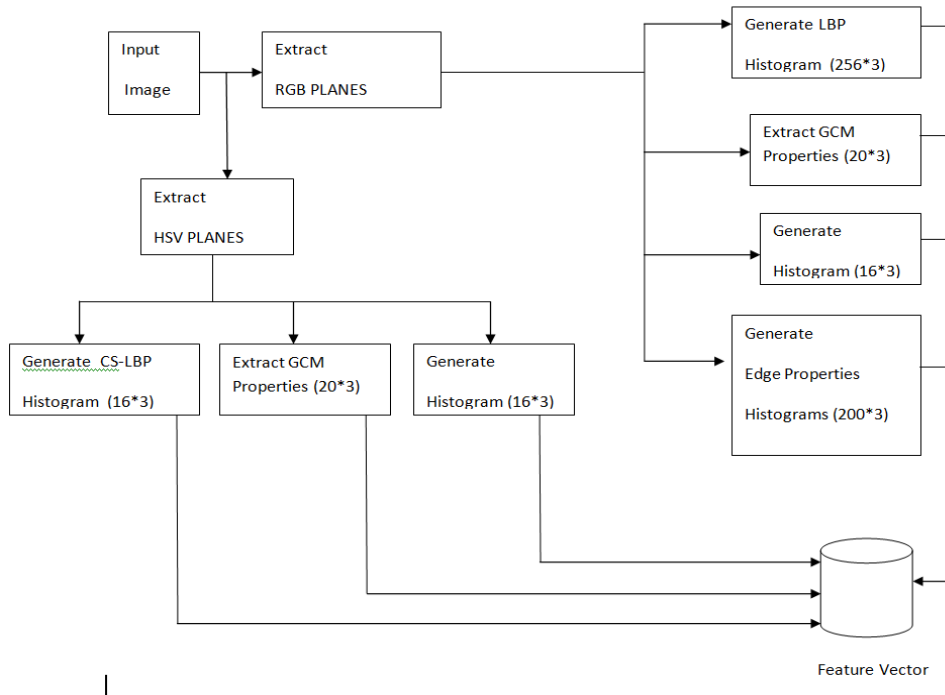 Input
Image
Extract
RGB PLANES
Generate LBP
Histogram (256*3)
Extract GCM
Properties (20*3)
Extract
HSV PLANES
Generate
Histogram (16*3)
Generate
Edge Properties
Histograms (200*3)
Generate CS-LBP
Histogram (16*3)
Extract GCM
Properties (20*3)
Generate
Histogram (16*3)
Feature Vector